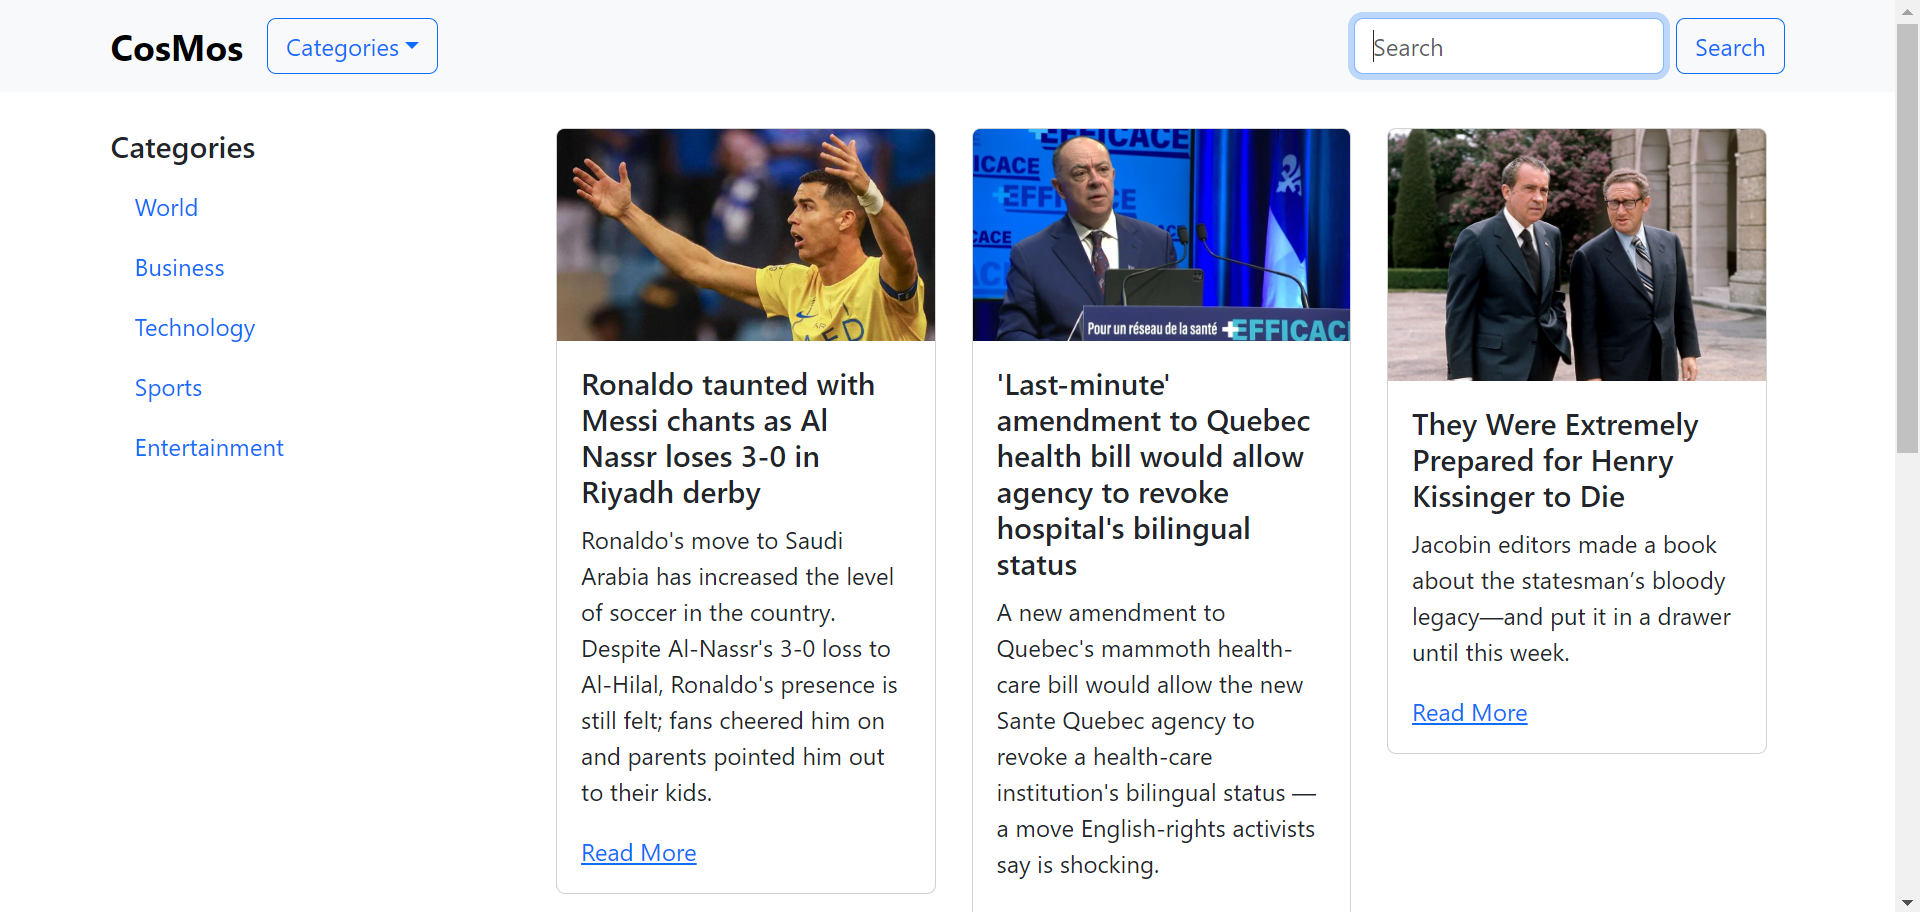 CosMos
Categories
Search
Search
Categories
World
Business
Technology
Sports
Entertainment
Ronaldo taunted with
Messi chants as Al
Nassr loses 3-0 in
Riyadh derby
Ronaldo's move to Saudi
Arabia has increased the level
of soccer in the country.
Despite Al-Nassr's 3-0 loss to
Al-Hilal, Ronaldo's presence is
still felt; fans cheered him on
and parents pointed him out
to their kids.
Read More
EFFICACE
ICACE
+EFFICACE
ACE
Pour un réseau de la santé +EFFICAC
'Last-minute'
amendment to Quebec
health bill would allow
agency to revoke
hospital's bilingual
status
A new amendment to
Quebec's mammoth health-
care bill would allow the new
Sante Quebec agency to
revoke a health-care
institution's bilingual status —
a move English-rights activists
say is shocking.
They Were Extremely
Prepared for Henry
Kissinger to Die
Jacobin editors made a book
about the statesman’s bloody
legacy—and put it in a drawer
until this week.
Read More